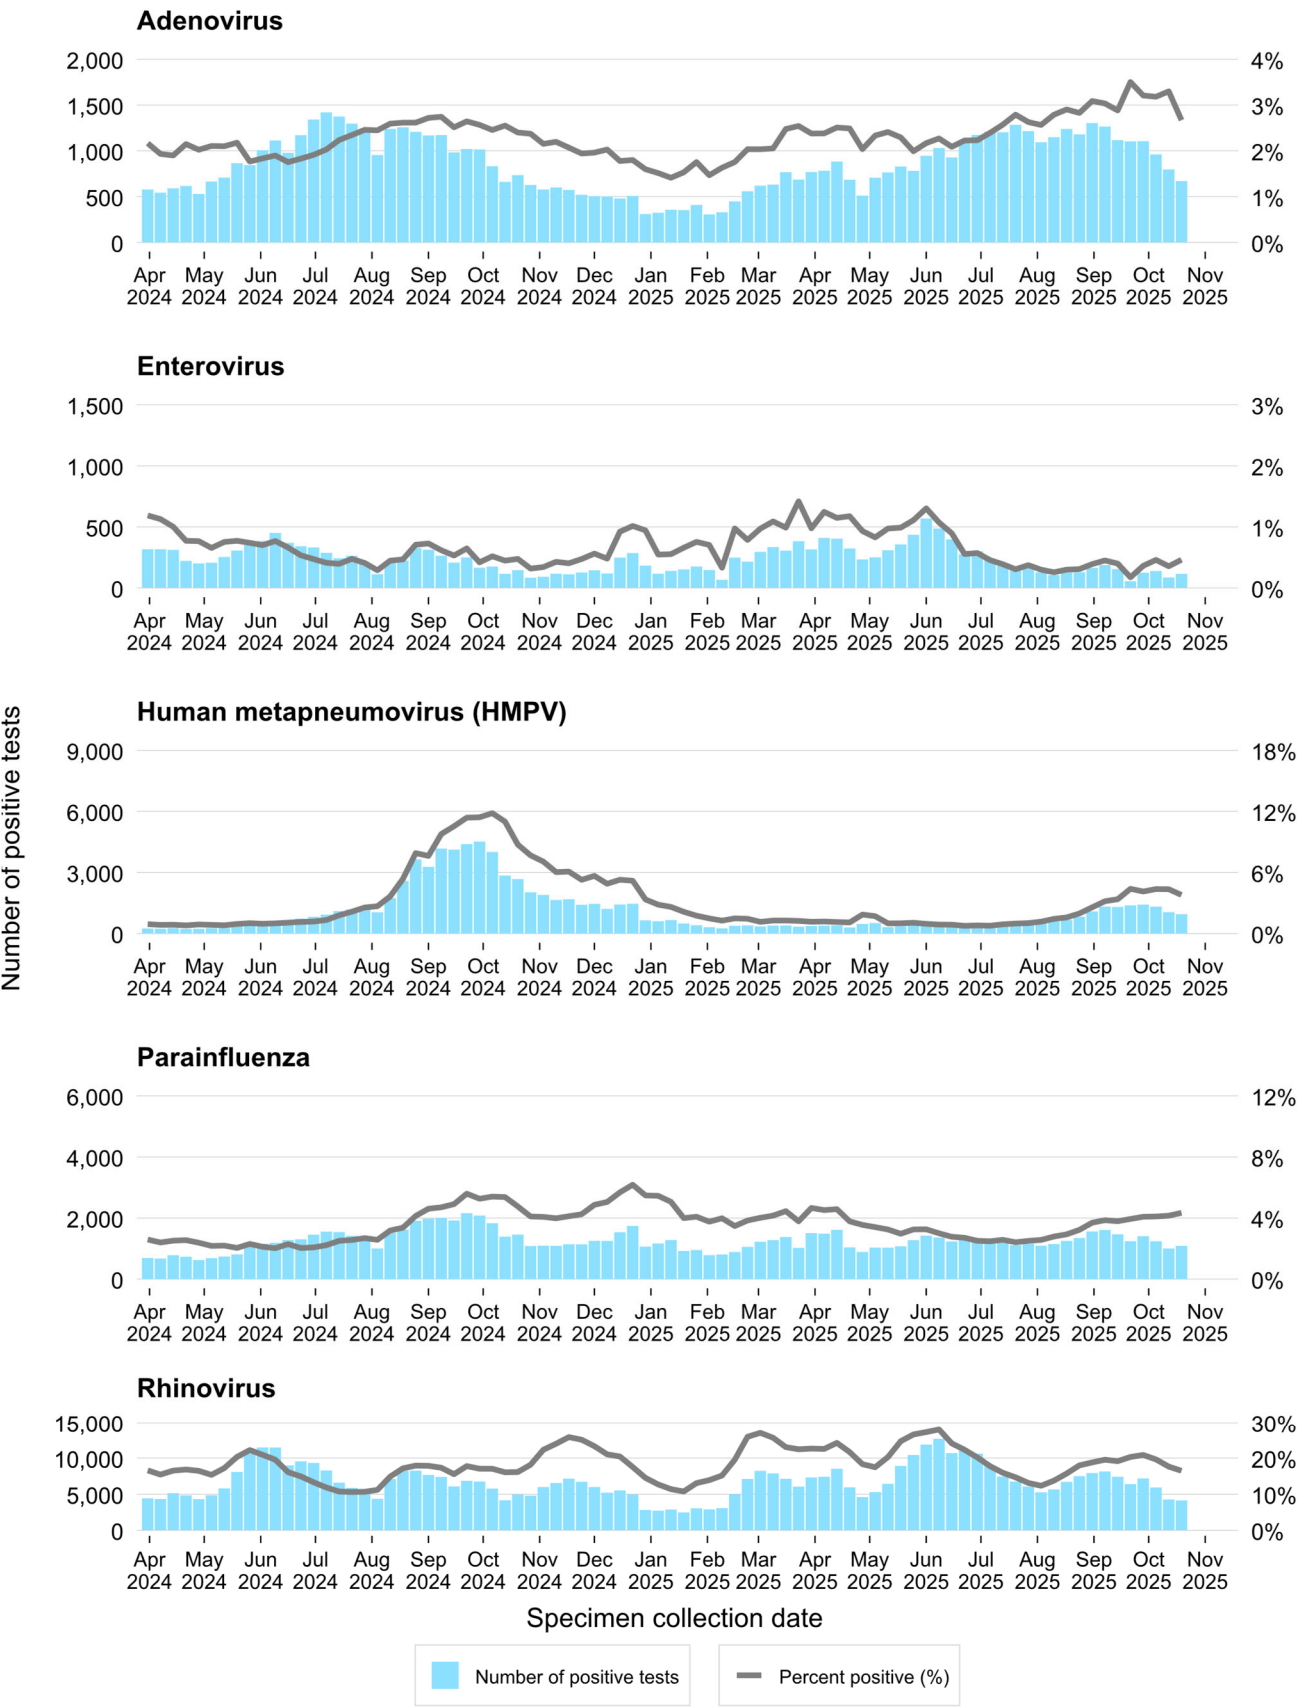 Adenovirus
2,000 4%
1,500 3%
1,000 2%
500 1%
0 0%
Apr May Jun Jul Aug Sep Oct Nov Dec Jan Feb Mar Apr May Jun Jul Aug Sep Oct Nov
2024 2024 2024 2024 2024 2024 2024 2024 2024 2025 2025 2025 2025 2025 2025 2025 2025 2025 2025 2025
Enterovirus
1,500 3%
1,000 2%
500 1%
0 0%
Apr May Jun Jul Aug Sep Oct Nov Dec Jan Feb Mar Apr May Jun Jul Aug Sep Oct Nov
2024 2024 2024 2024 2024 2024 2024 2024 2024 2025 2025 2025 2025 2025 2025 2025 2025 2025 2025 2025
Number of positive tests
Human metapneumovirus (HMPV)
9,000 18%
6,000 12%
3,000 6%
0 0%
Apr May Jun Jul Aug Sep Oct Nov Dec Jan Feb Mar Apr May Jun Jul Aug Sep Oct Nov
2024 2024 2024 2024 2024 2024 2024 2024 2024 2025 2025 2025 2025 2025 2025 2025 2025 2025 2025 2025
Parainfluenza
6,000 12%
4,000 8%
2,000 4%
0 0%
Apr May Jun Jul Aug Sep Oct Nov Dec Jan Feb Mar Apr May Jun Jul Aug Sep Oct Nov
2024 2024 2024 2024 2024 2024 2024 2024 2024 2025 2025 2025 2025 2025 2025 2025 2025 2025 2025 2025
Rhinovirus
15,000 30%
10,000 20%
5,000 10%
0 0%
Apr May Jun Jul Aug Sep Oct Nov Dec Jan Feb Mar Apr May Jun Jul Aug Sep Oct Nov
2024 2024 2024 2024 2024 2024 2024 2024 2024 2025 2025 2025 2025 2025 2025 2025 2025 2025 2025 2025
Specimen collection date
Number of positive tests Percent positive (%)